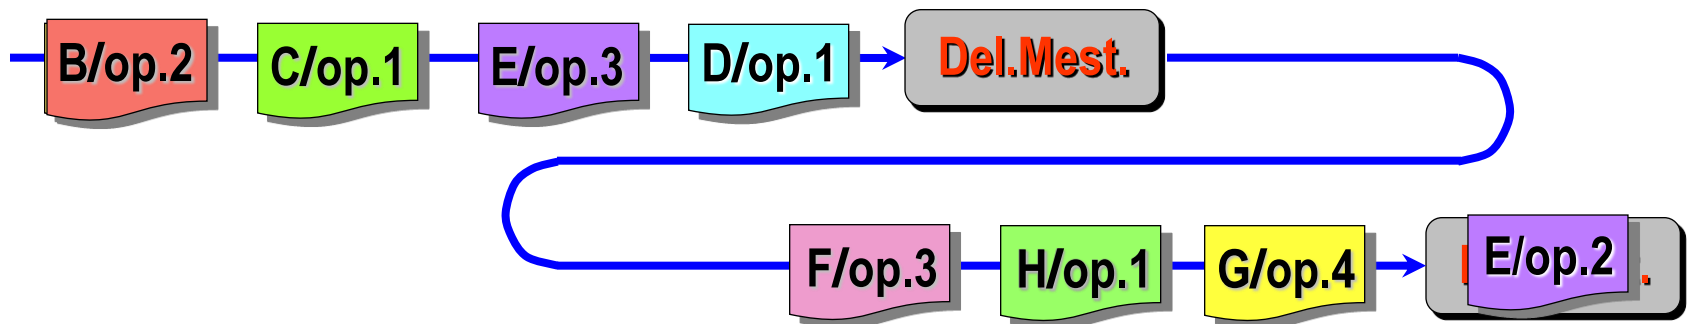 B/op.2 C/op.1 E/op.3 D/op.1 Del.Mest.
F/op.3 H/op.1 G/op.4 E/op.2